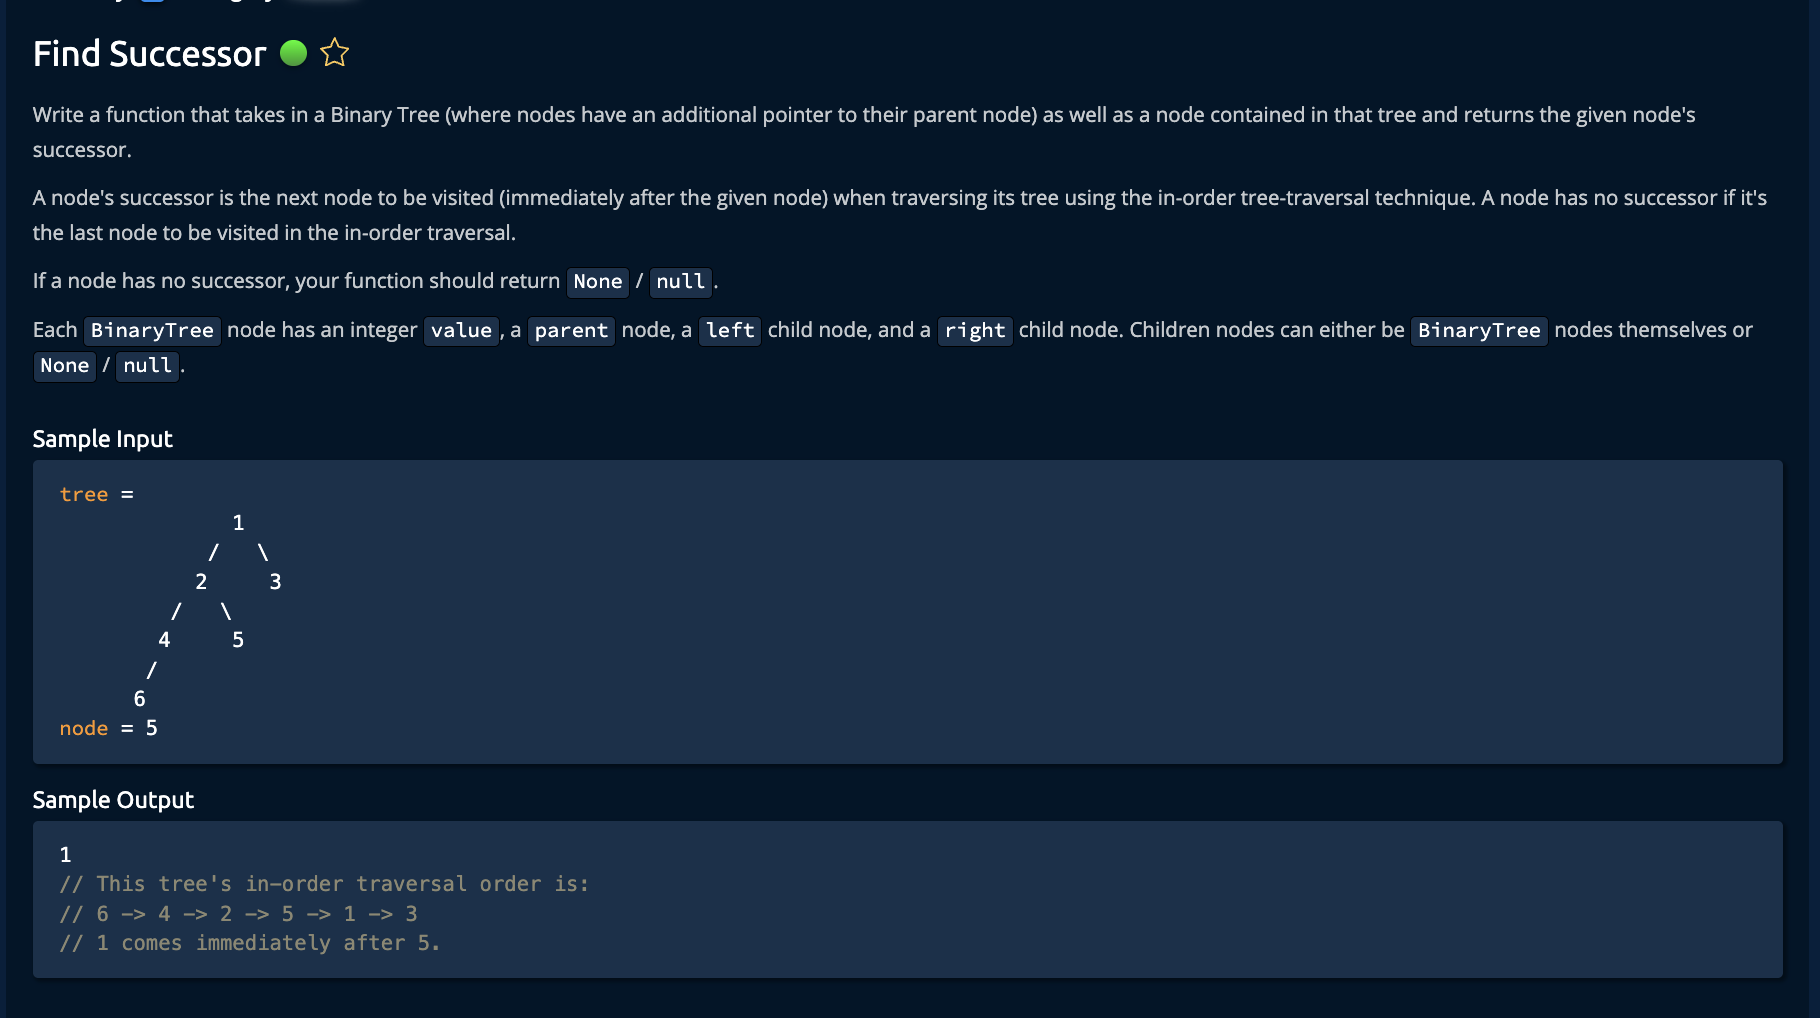 Find Successor
Write a function that takes in a Binary Tree (where nodes have an additional pointer to their parent node) as well as a node contained in that tree and returns the given node's
successor.
A node's successor is the next node to be visited (immediately after the given node) when traversing its tree using the in-order tree-traversal technique. A node has no successor if it's
the last node to be visited in the in-order traversal.
If a node has no successor, your function should return None / null.
Each BinaryTree node has an integer value, a parent node, a left child node, and a right child node. Children nodes can either be BinaryTree nodes themselves or
None / null.
Sample Input
tree =
1
/ \
2 3
/ \
4 5
/
6
node = 5
Sample Output
1
// This tree's in-order traversal order is:
// 6 -> 4 -> 2 -> 5 -> 1 -> 3
// 1 comes immediately after 5.